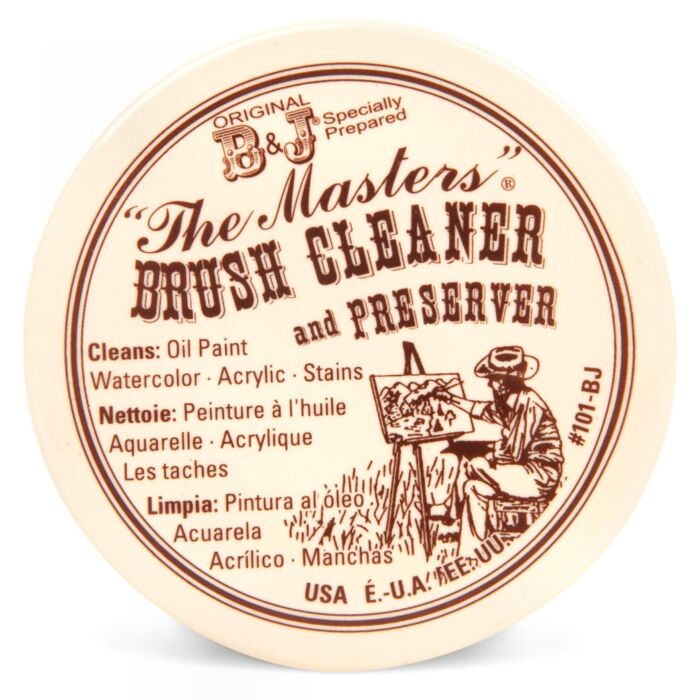 ORIGINAL
B&J® Specially
Prepared
"The Masters"®
BRUSH CLEANER
and PRESERVER
Cleans: Oil Paint
Watercolor · Acrylic · Stains
Nettoie: Peinture à l'huile
Aquarelle · Acrylique
Les taches
Limpia: Pintura al óleo
Acuarela
Acrílico · Manchas
#101-BJ
USA É.-U.A. EE.UU.